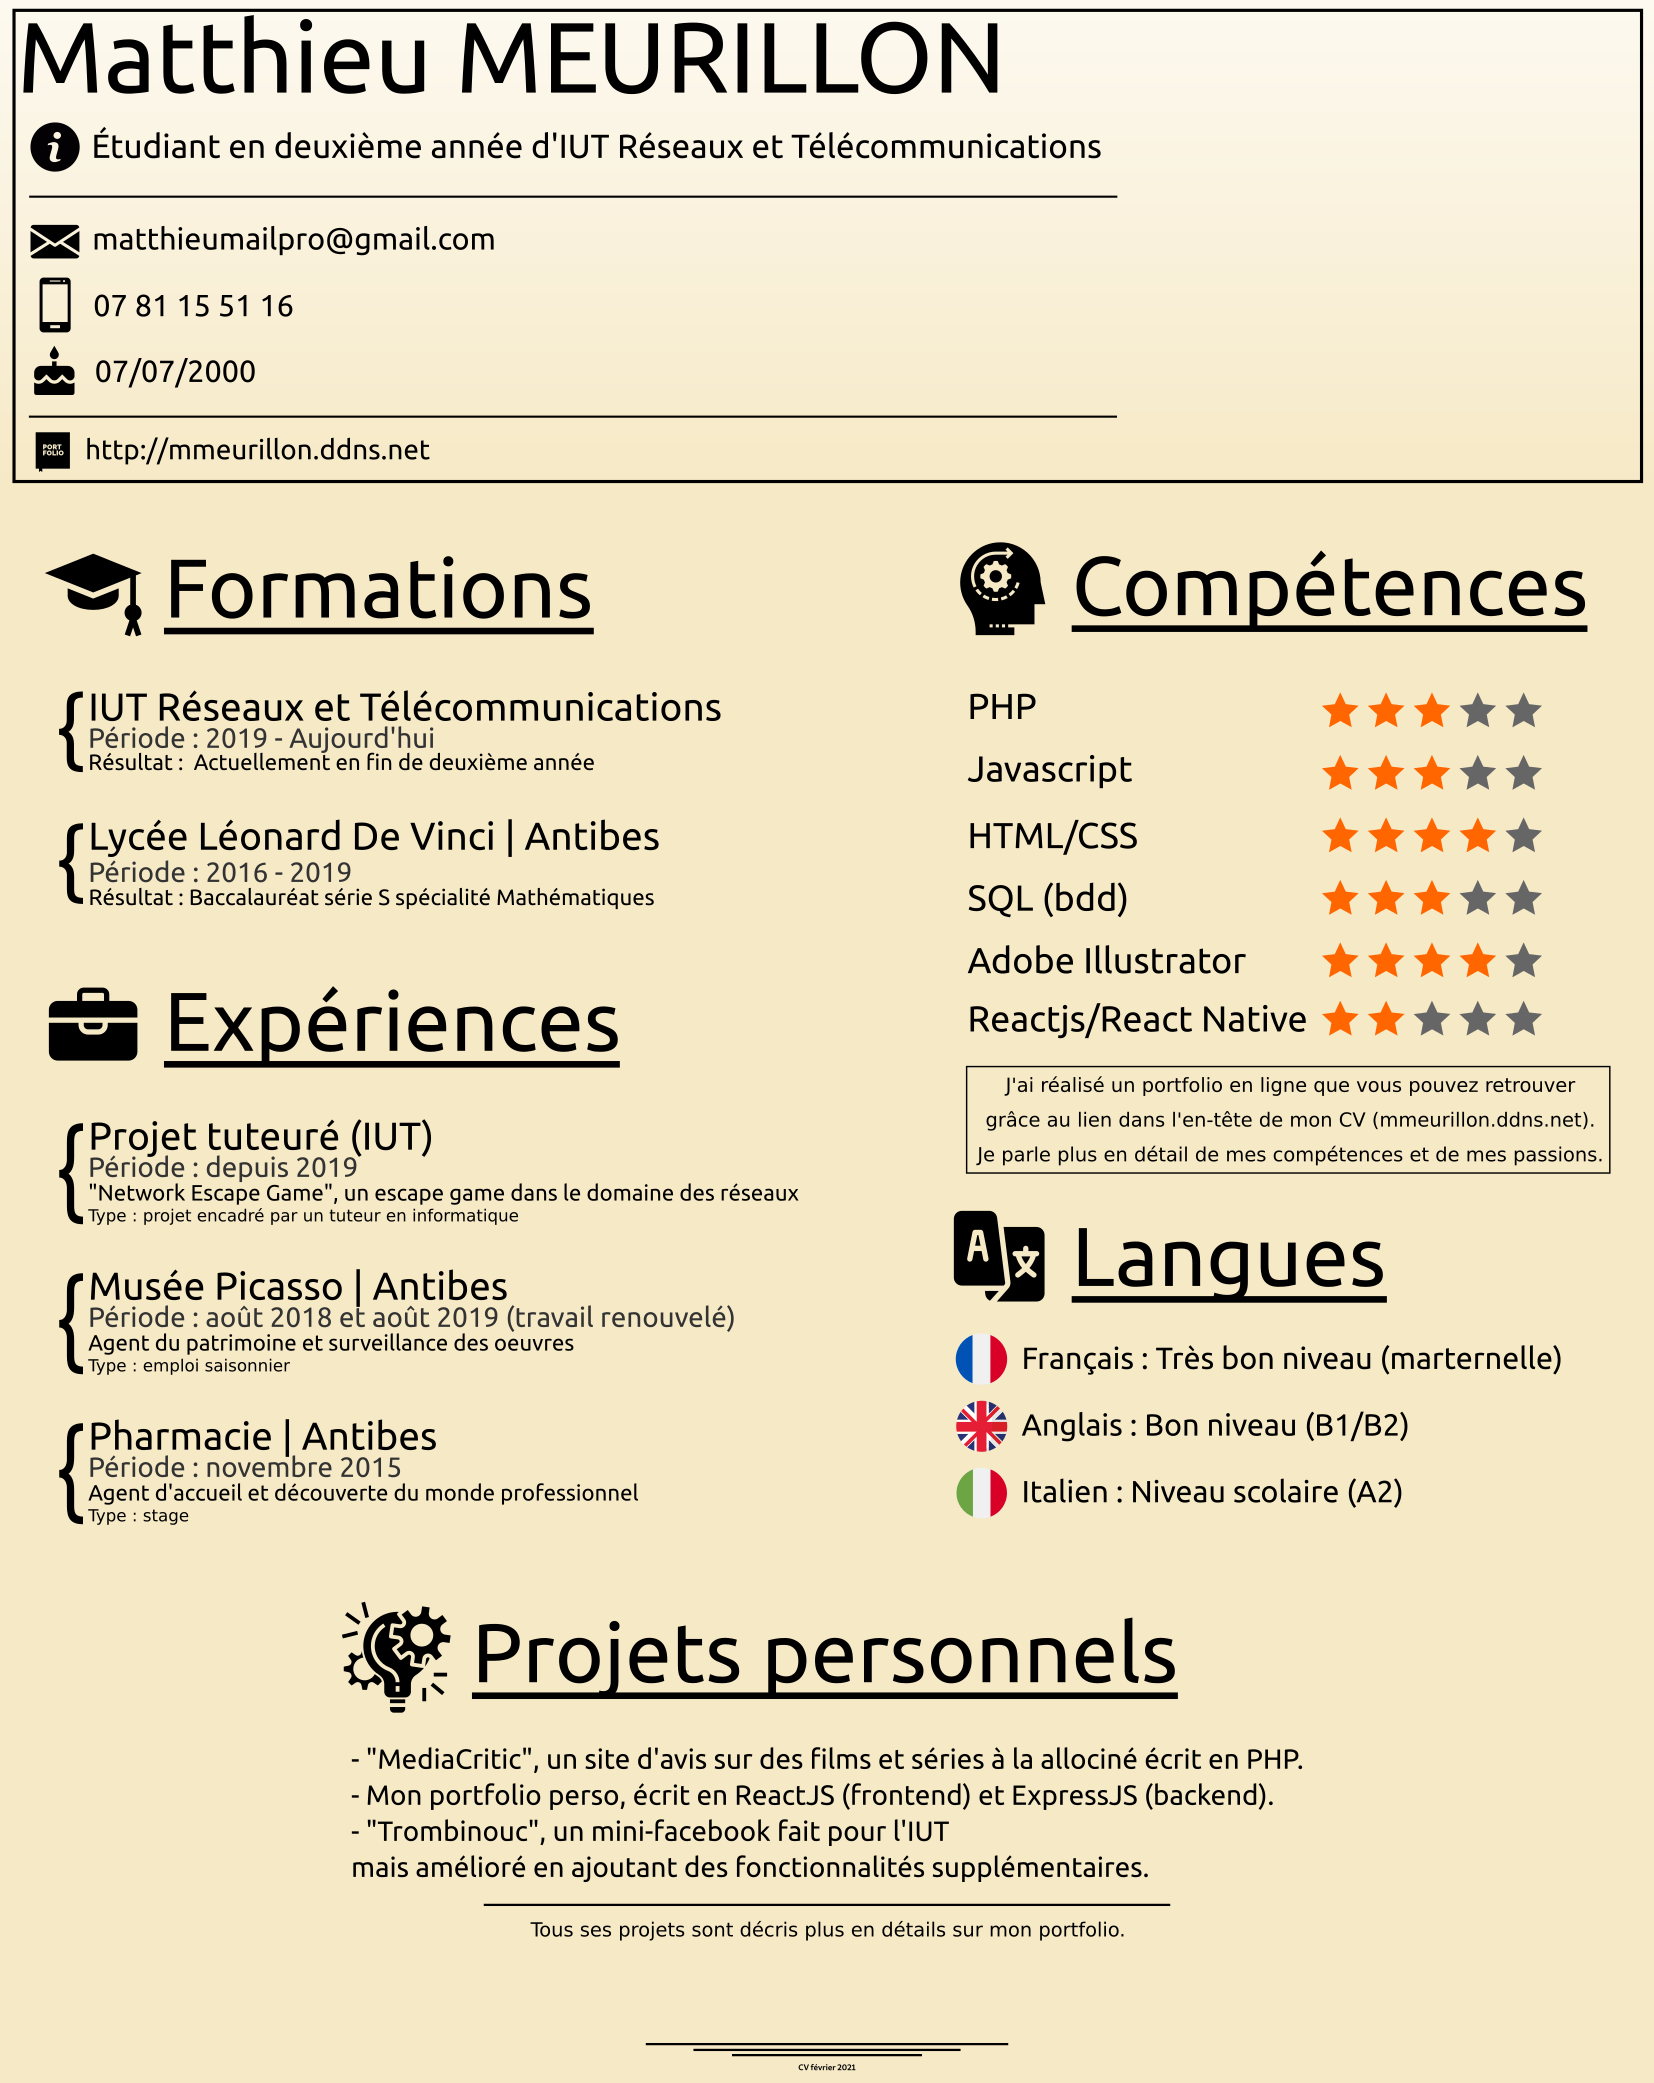 Matthieu MEURILLON
Étudiant en deuxième année d'IUT Réseaux et Télécommunications
matthieumailpro@gmail.com
07 81 15 51 16
07/07/2000
PORT
FOLIO
http://mmeurillon.ddns.net
Formations
IUT Réseaux et Télécommunications
Période : 2019 - Aujourd'hui
Résultat : Actuellement en fin de deuxième année
Lycée Léonard De Vinci | Antibes
Période : 2016 - 2019
Résultat : Baccalauréat série S spécialité Mathématiques
Expériences
Projet tuteuré (IUT)
Période : depuis 2019
"Network Escape Game", un escape game dans le domaine des réseaux
Type : projet encadré par un tuteur en informatique
Musée Picasso | Antibes
Période : août 2018 et août 2019 (travail renouvelé)
Agent du patrimoine et surveillance des oeuvres
Type : emploi saisonnier
Pharmacie | Antibes
Période : novembre 2015
Agent d'accueil et découverte du monde professionnel
Type : stage
Compétences
PHP
Javascript
HTML/CSS
SQL (bdd)
Adobe Illustrator
Reactjs/React Native
J'ai réalisé un portfolio en ligne que vous pouvez retrouver
grâce au lien dans l'en-tête de mon CV (mmeurillon.ddns.net).
Je parle plus en détail de mes compétences et de mes passions.
A
文
Langues
Français : Très bon niveau (marternelle)
Anglais : Bon niveau (B1/B2)
Italien : Niveau scolaire (A2)
Projets personnels
- "MediaCritic", un site d'avis sur des films et séries à la allociné écrit en PHP.
- Mon portfolio perso, écrit en ReactJS (frontend) et ExpressJS (backend).
- "Trombinouc", un mini-facebook fait pour l'IUT
mais amélioré en ajoutant des fonctionnalités supplémentaires.
Tous ses projets sont décris plus en détails sur mon portfolio.
CV février 2021